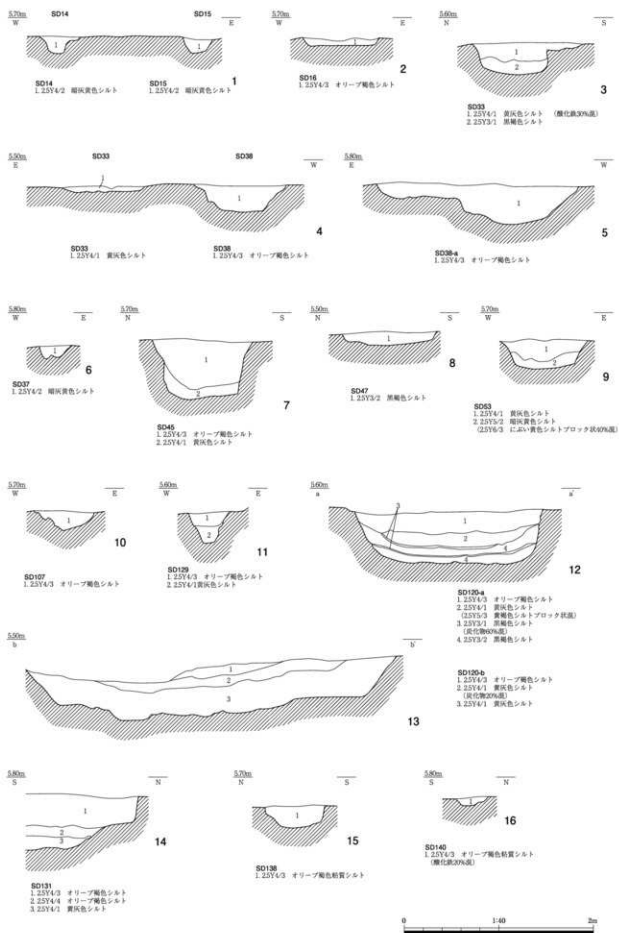 SD14 SD15
5.70m
W E
1 1
SD14
1. 2.5Y4/2 暗灰黄色シルト
SD15
1. 2.5Y4/2 暗灰黄色シルト
1
5.70m
W E
1
SD16
1. 2.5Y4/3 オリーブ褐色シルト
2
5.60m
N S
1
2
SD33
1. 2.5Y4/1 黄灰色シルト (酸化鉄30%混)
2. 2.5Y3/1 黒褐色シルト
3
5.50m
E SD33 SD38 W
1
1
SD33
1. 2.5Y4/1 黄灰色シルト
SD38
1. 2.5Y4/3 オリーブ褐色シルト
4
5.80m
E W
1
SD38-a
1. 2.5Y4/3 オリーブ褐色シルト
5
5.80m
W E
1
SD37
1. 2.5Y4/2 暗灰黄色シルト
6
5.70m
N S
1
2
SD45
1. 2.5Y4/3 オリーブ褐色シルト
2. 2.5Y4/1 黄灰色シルト
7
5.50m
N S
1
SD47
1. 2.5Y3/2 黒褐色シルト
8
5.70m
W E
1
2
SD53
1. 2.5Y4/1 黄灰色シルト
2. 2.5Y5/2 暗灰黄色シルト
(2.5Y6/3 にぶい黄色シルトブロック状40%混)
9
5.70m
W E
1
SD107
1. 2.5Y4/3 オリーブ褐色シルト
10
5.60m
W E
1
2
SD129
1. 2.5Y4/3 オリーブ褐色シルト
2. 2.5Y4/1黄灰色シルト
11
5.60m
a a'
3
1
2
4
4
SD120-a
1. 2.5Y4/3 オリーブ褐色シルト
2. 2.5Y4/1 黄灰色シルト
(2.5Y5/3 黄褐色シルトブロック状混)
3. 2.5Y3/1 黒褐色シルト
(炭化物60%混)
4. 2.5Y3/2 黒褐色シルト
12
5.50m
b b'
1
2
3
SD120-b
1. 2.5Y4/3 オリーブ褐色シルト
2. 2.5Y4/1 黄灰色シルト
(炭化物20%混)
3. 2.5Y4/1 黄灰色シルト
13
5.80m
S N
1
2
3
SD131
1. 2.5Y4/3 オリーブ褐色シルト
2. 2.5Y4/4 オリーブ褐色シルト
3. 2.5Y4/1 黄灰色シルト
14
5.70m
N S
1
SD138
1. 2.5Y4/3 オリーブ褐色粘質シルト
15
5.80m
S N
1
SD140
1. 2.5Y4/3 オリーブ褐色粘質シルト
(酸化鉄20%混)
16
0 1:40 2m